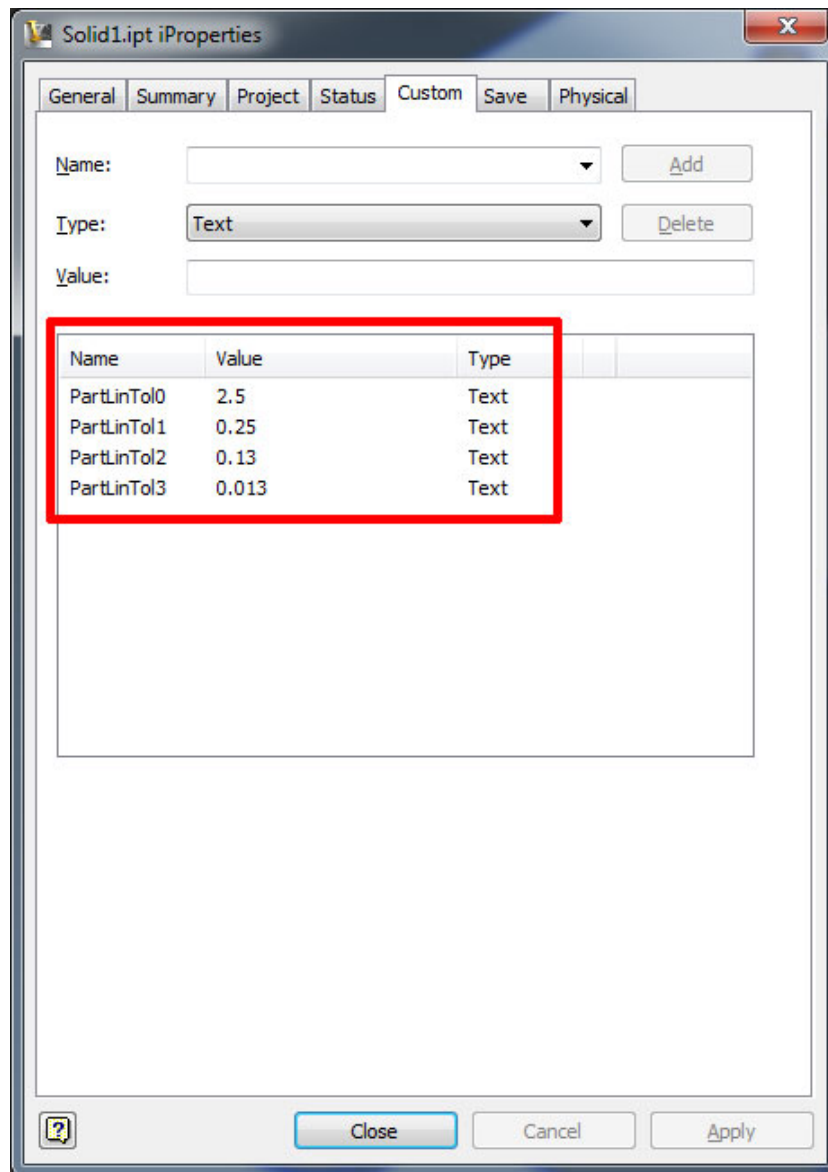 Solid1.ipt iProperties
General Summary Project Status Custom Save Physical
Name: Add
Type: Text Delete
Value:
Name Value Type
PartLinTol0 2.5 Text
PartLinTol1 0.25 Text
PartLinTol2 0.13 Text
PartLinTol3 0.013 Text
? Close Cancel Apply